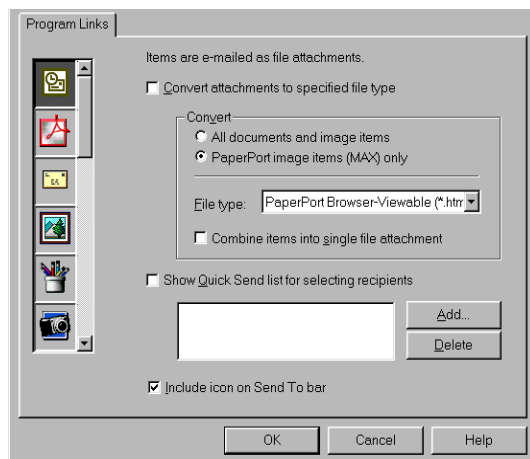 Program Links
Items are e-mailed as file attachments.
Convert attachments to specified file type
Convert
All documents and image items
PaperPort image items (MAX) only
File type: PaperPort Browser-Viewable (*.htm
Combine items into single file attachment
Show Quick Send list for selecting recipients
Add...
Delete
Include icon on Send To bar
OK Cancel Help